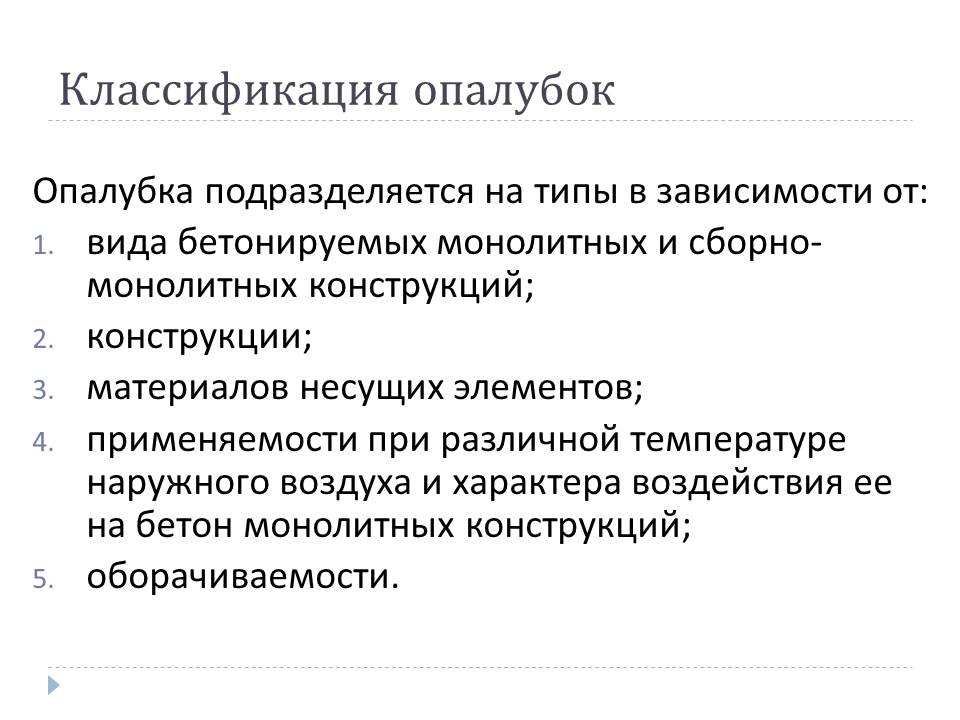 Классификация опалубок
Опалубка подразделяется на типы в зависимости от:
1. вида бетонируемых монолитных и сборно-
монолитных конструкций;
2. конструкции;
3. материалов несущих элементов;
4. применяемости при различной температуре
наружного воздуха и характера воздействия ее
на бетон монолитных конструкций;
5. оборачиваемости.